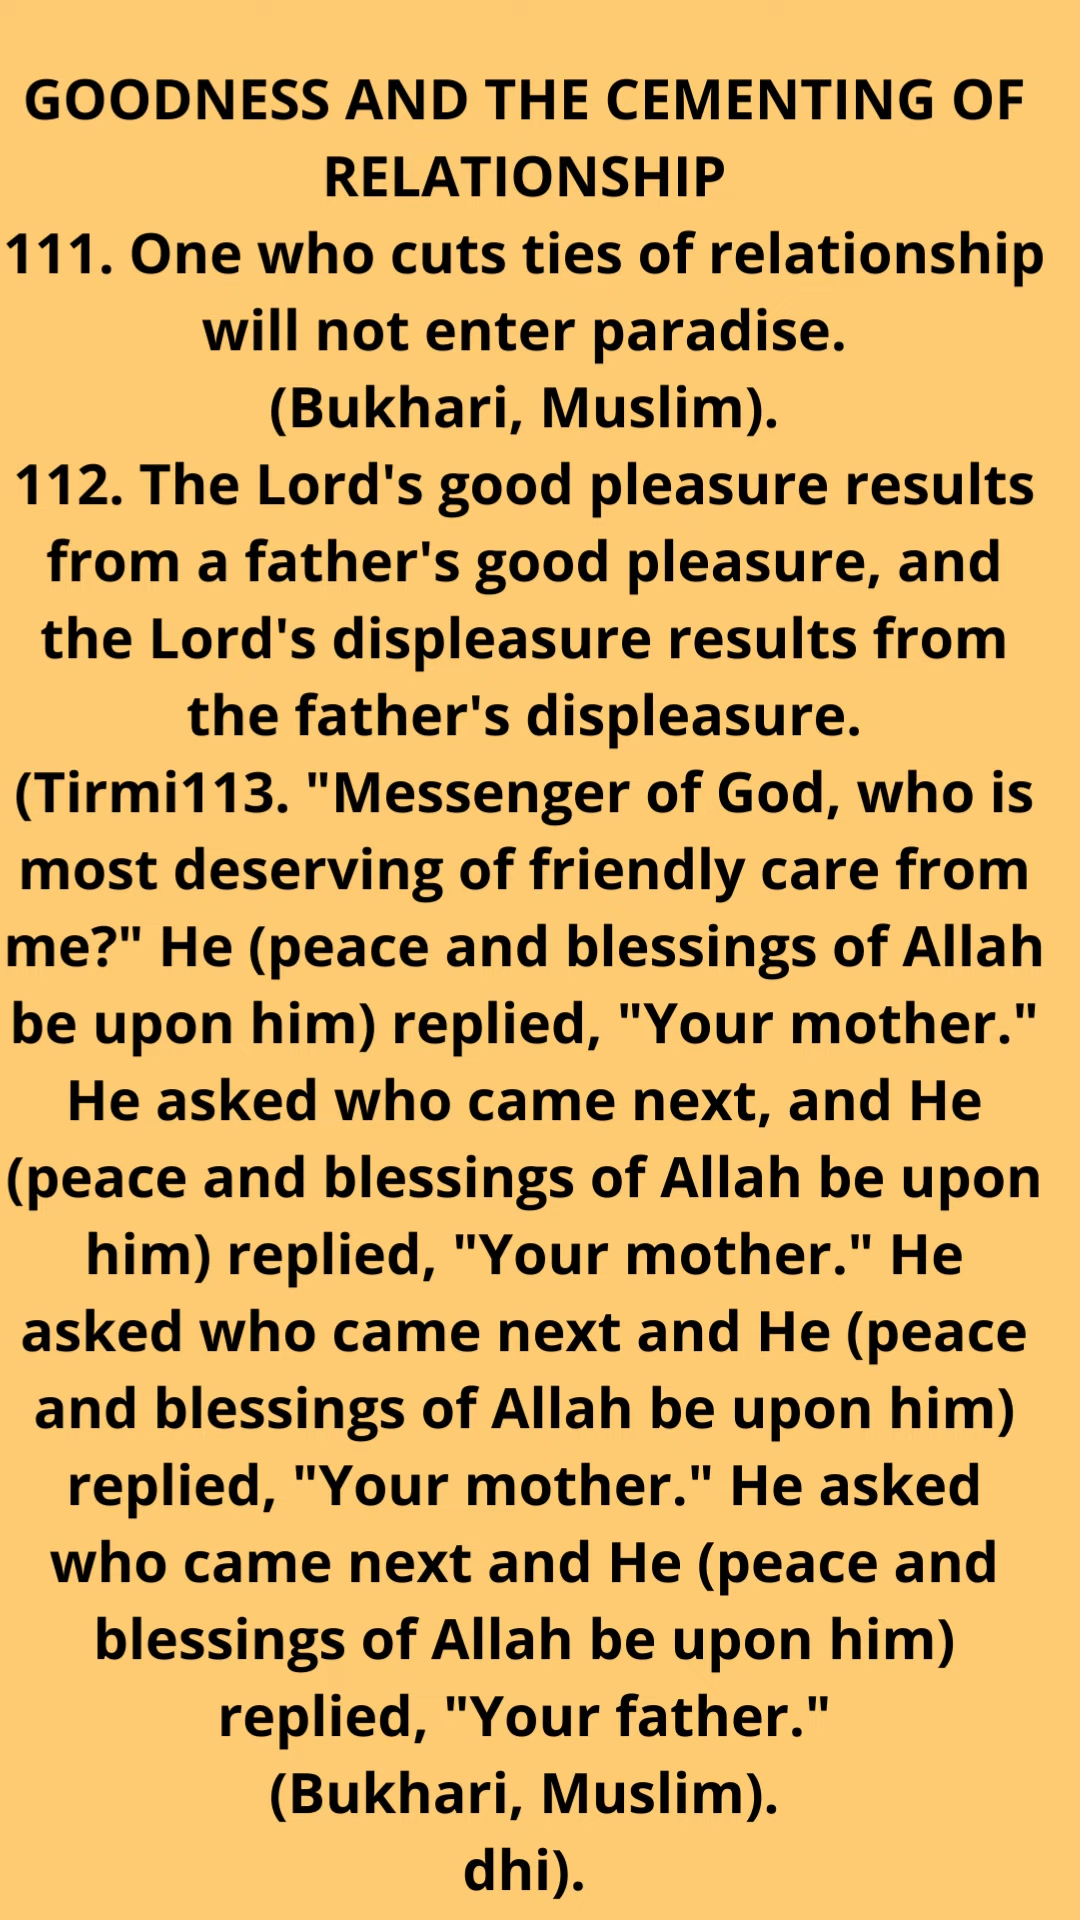 GOODNESS AND THE CEMENTING OF
RELATIONSHIP
111. One who cuts ties of relationship
will not enter paradise.
(Bukhari, Muslim).
112. The Lord's good pleasure results
from a father's good pleasure, and
the Lord's displeasure results from
the father's displeasure.
(Tirmi113. "Messenger of God, who is
most deserving of friendly care from
me?" He (peace and blessings of Allah
be upon him) replied, "Your mother."
He asked who came next, and He
(peace and blessings of Allah be upon
him) replied, "Your mother." He
asked who came next and He (peace
and blessings of Allah be upon him)
replied, "Your mother." He asked
who came next and He (peace and
blessings of Allah be upon him)
replied, "Your father."
(Bukhari, Muslim).
dhi).